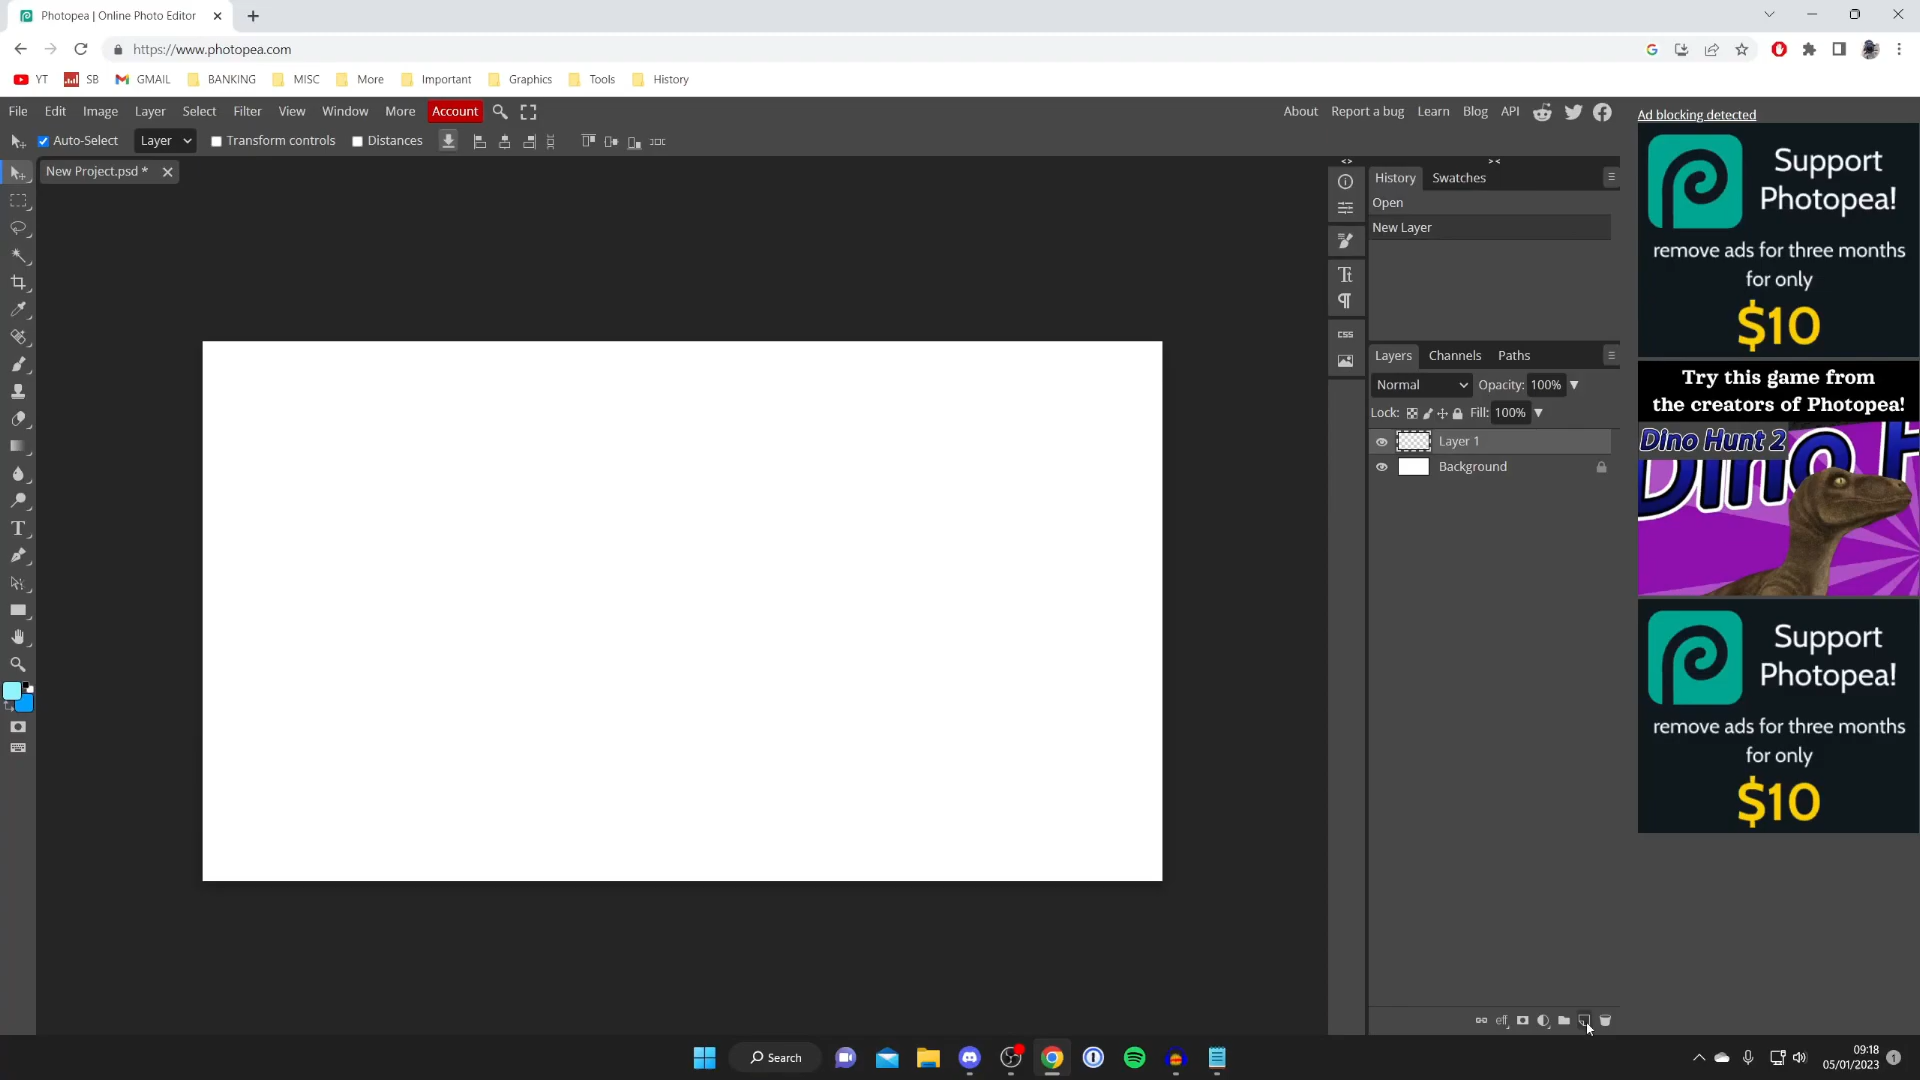 Photopea | Online Photo Editor
https://www.photopea.com
YT SB GMAIL BANKING MISC More Important Graphics Tools History
File Edit Image Layer Select Filter View Window More Account About Report a bug Learn Blog API
Auto-Select Layer Transform controls Distances
New Project.psd *
History Swatches
Open
New Layer
Tt
CSS
Layers Channels Paths
Normal Opacity: 100%
Lock: Fill: 100%
Layer 1
Background
T
eff
Ad blocking detected
Support
Photopea!
remove ads for three months
for only
$10
Try this game from
the creators of Photopea!
Dino Hunt 2
Dino H
Support
Photopea!
remove ads for three months
for only
$10
Search
09:18
05/01/2023
1